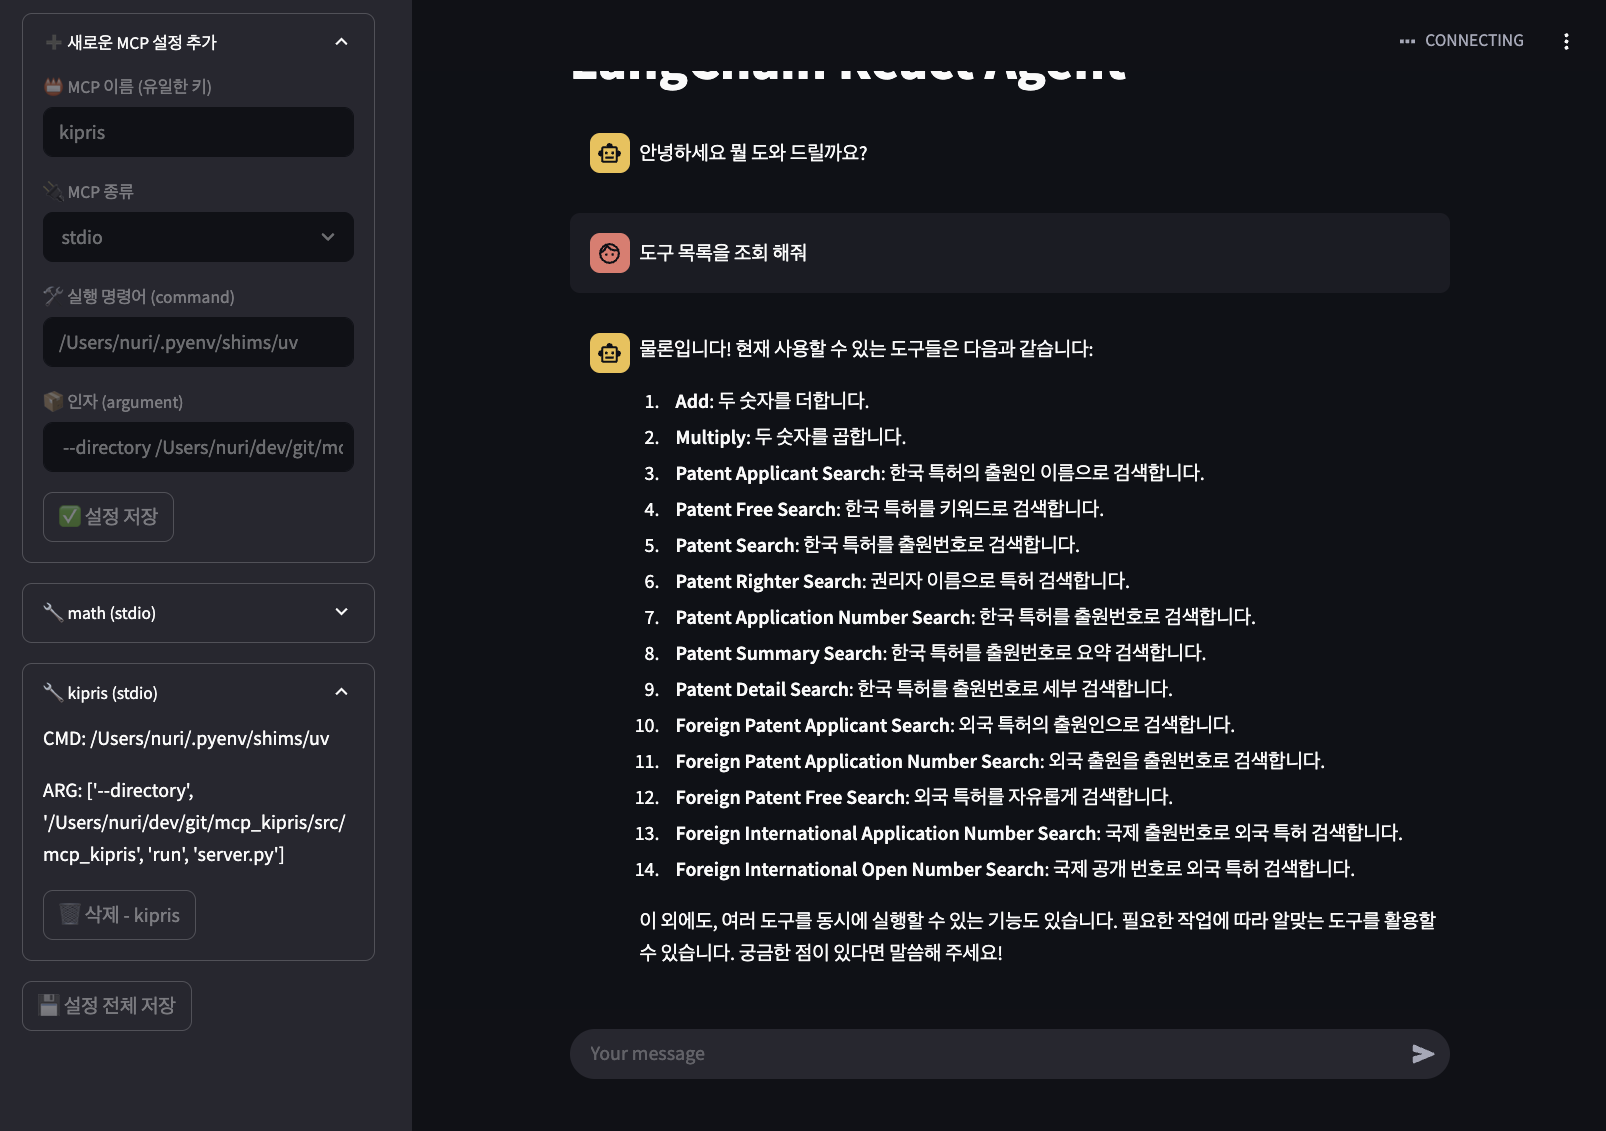 새로운 MCP 설정 추가
MCP 이름 (유일한 키)
kipris
MCP 종류
stdio
실행 명령어 (command)
/Users/nuri/.pyenv/shims/uv
인자 (argument)
--directory /Users/nuri/dev/git/mc
설정 저장
math (stdio)
kipris (stdio)
CMD: /Users/nuri/.pyenv/shims/uv
ARG: ['--directory',
'/Users/nuri/dev/git/mcp_kipris/src/
mcp_kipris', 'run', 'server.py']
삭제 - kipris
설정 전체 저장
CONNECTING
LangChain React Agent
안녕하세요 뭘 도와 드릴까요?
도구 목록을 조회 해줘
물론입니다! 현재 사용할 수 있는 도구들은 다음과 같습니다:
1. Add: 두 숫자를 더합니다.
2. Multiply: 두 숫자를 곱합니다.
3. Patent Applicant Search: 한국 특허의 출원인 이름으로 검색합니다.
4. Patent Free Search: 한국 특허를 키워드로 검색합니다.
5. Patent Search: 한국 특허를 출원번호로 검색합니다.
6. Patent Righter Search: 권리자 이름으로 특허 검색합니다.
7. Patent Application Number Search: 한국 특허를 출원번호로 검색합니다.
8. Patent Summary Search: 한국 특허를 출원번호로 요약 검색합니다.
9. Patent Detail Search: 한국 특허를 출원번호로 세부 검색합니다.
10. Foreign Patent Applicant Search: 외국 특허의 출원인으로 검색합니다.
11. Foreign Patent Application Number Search: 외국 출원을 출원번호로 검색합니다.
12. Foreign Patent Free Search: 외국 특허를 자유롭게 검색합니다.
13. Foreign International Application Number Search: 국제 출원번호로 외국 특허 검색합니다.
14. Foreign International Open Number Search: 국제 공개 번호로 외국 특허 검색합니다.
이 외에도, 여러 도구를 동시에 실행할 수 있는 기능도 있습니다. 필요한 작업에 따라 알맞는 도구를 활용할
수 있습니다. 궁금한 점이 있다면 말씀해 주세요!
Your message